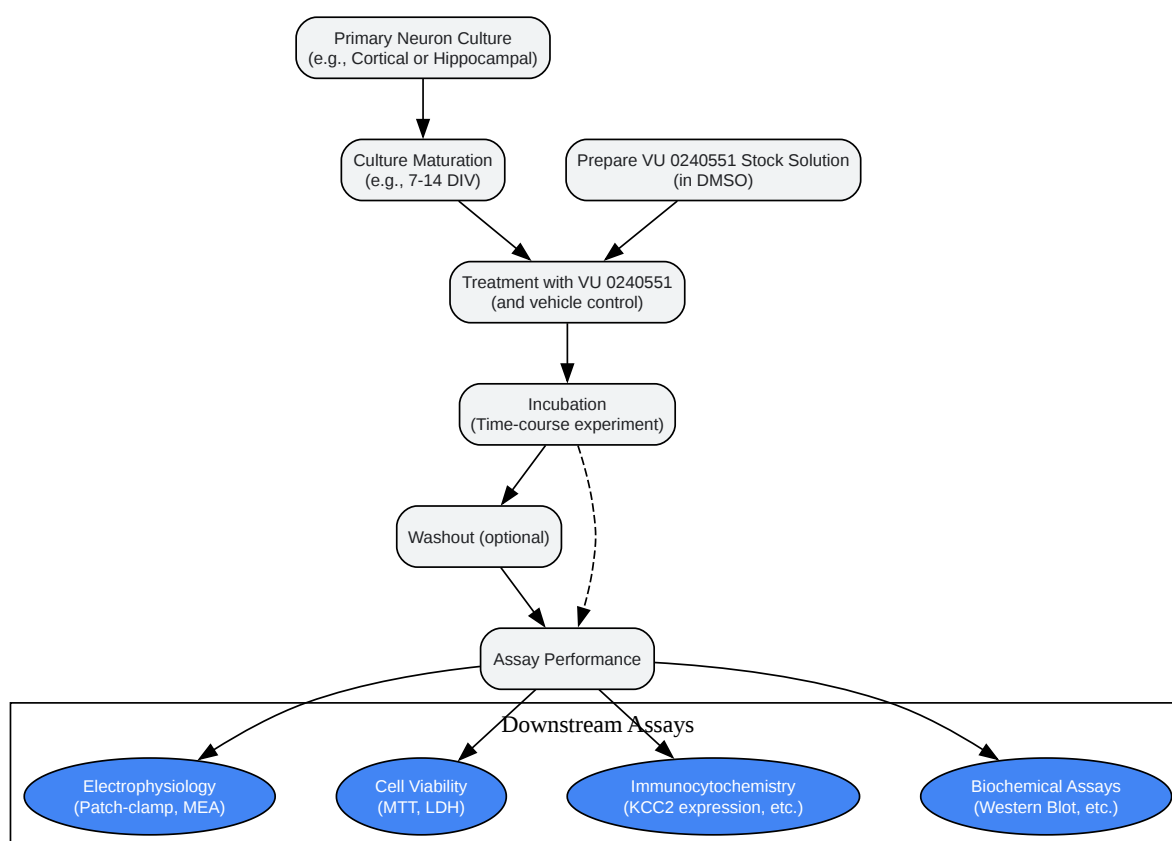 Primary Neuron Culture
(e.g., Cortical or Hippocampal)
Culture Maturation
(e.g., 7-14 DIV)
Prepare VU 0240551 Stock Solution
(in DMSO)
Treatment with VU 0240551
(and vehicle control)
Incubation
(Time-course experiment)
Washout (optional)
Assay Performance
Downstream Assays
Electrophysiology
(Patch-clamp, MEA)
Cell Viability
(MTT, LDH)
Immunocytochemistry
(KCC2 expression, etc.)
Biochemical Assays
(Western Blot, etc.)